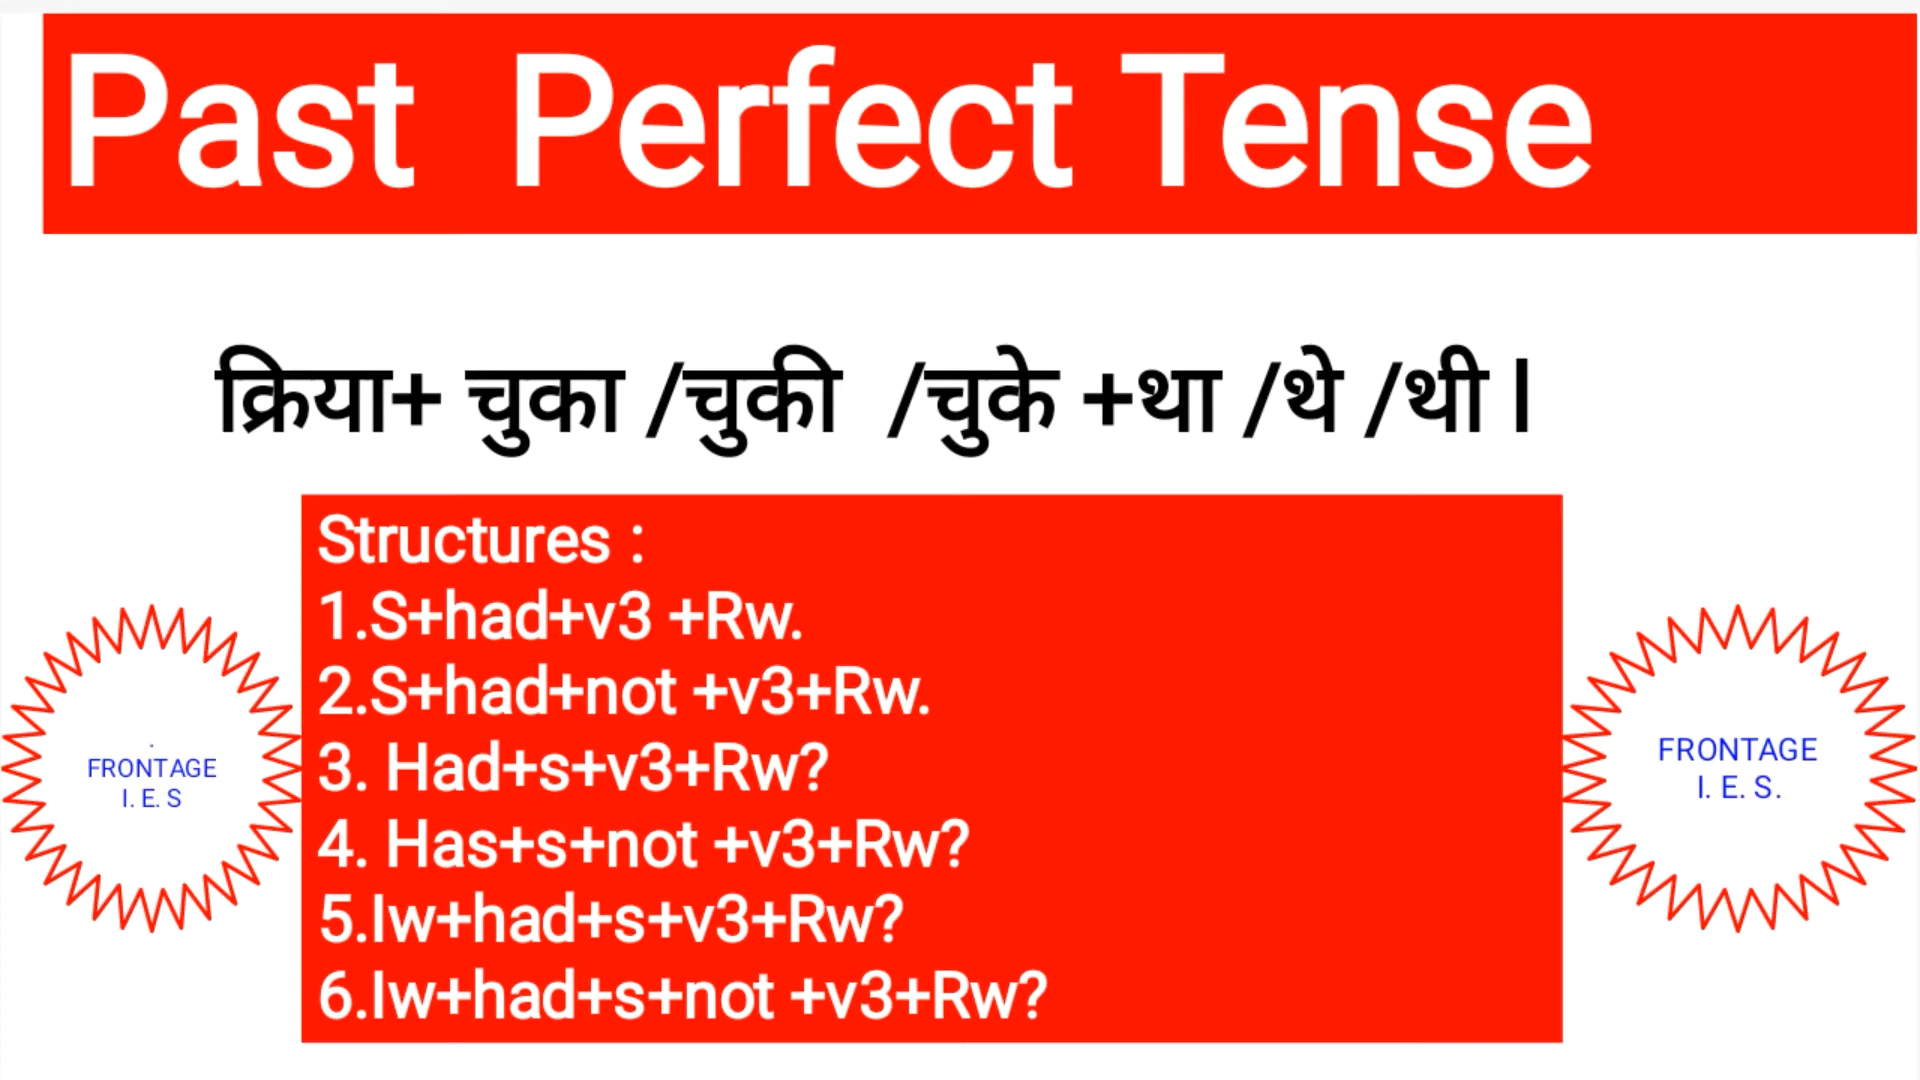 Past Perfect Tense
क्रिया+ चुका /चुकी /चुके +था /थे /थी l
Structures :
1.S+had+v3 +Rw.
2.S+had+not +v3+Rw.
3. Had+s+v3+Rw?
4. Has+s+not +v3+Rw?
5.Iw+had+s+v3+Rw?
6.Iw+had+s+not +v3+Rw?
.
FRONTAGE
I. E. S
FRONTAGE
I. E. S.